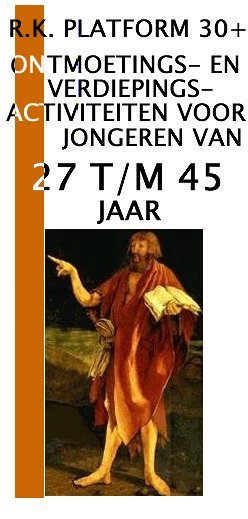 R.K. PLATFORM 30+
ONTMOETINGS- EN
VERDIEPINGS-
ACTIVITEITEN VOOR
JONGEREN VAN
27 T/M 45
JAAR